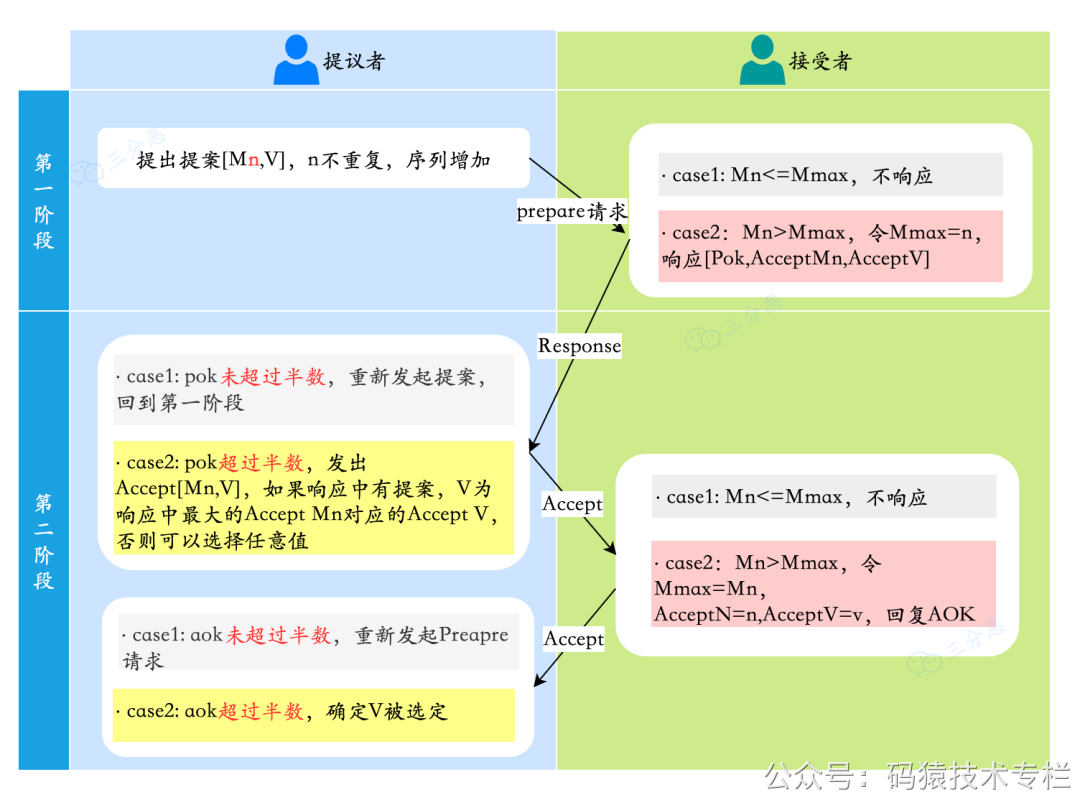 提议者
接受者
第一阶段
提出提案[Mn,V]，n不重复，序列增加
prepare请求
· case1: Mn<=Mmax，不响应
· case2：Mn>Mmax，令Mmax=n，
响应[Pok,AcceptMn,AcceptV]
Response
第二阶段
· case1: pok未超过半数，重新发起提案，
回到第一阶段
· case2: pok超过半数，发出
Accept[Mn,V]，如果响应中有提案，V为
响应中最大的Accept Mn对应的Accept V，
否则可以选择任意值
Accept
· case1: Mn<=Mmax，不响应
· case2：Mn>Mmax，令
Mmax=Mn，
AcceptN=n,AcceptV=v，回复AOK
Accept
· case1: aok未超过半数，重新发起Preapre
请求
· case2: aok超过半数，确定V被选定
三分恶
三分恶
三分恶
公众号：码猿技术专栏